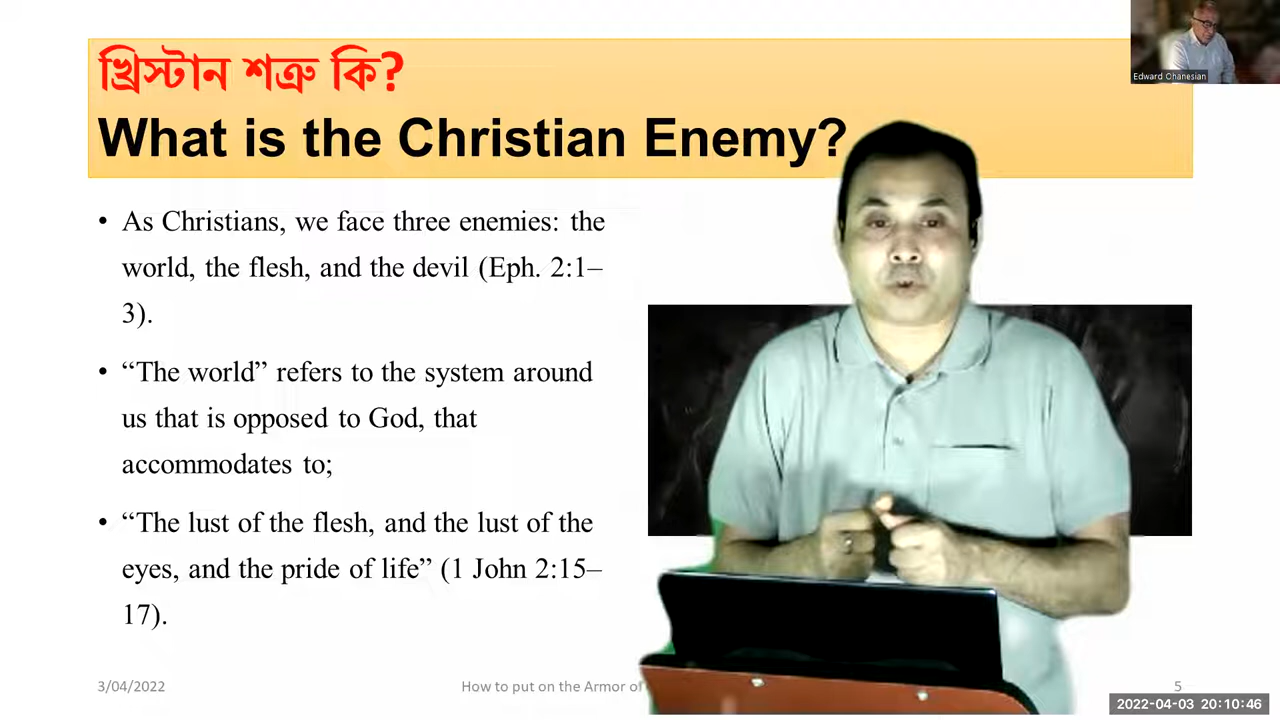 খ্রিস্টান শত্রু কি?
What is the Christian Enemy?
Edward Ohanesian
• As Christians, we face three enemies: the
world, the flesh, and the devil (Eph. 2:1–
3).
• “The world” refers to the system around
us that is opposed to God, that
accommodates to;
• “The lust of the flesh, and the lust of the
eyes, and the pride of life” (1 John 2:15–
17).
3/04/2022
How to put on the Armor of
5
2022-04-03 20:10:46